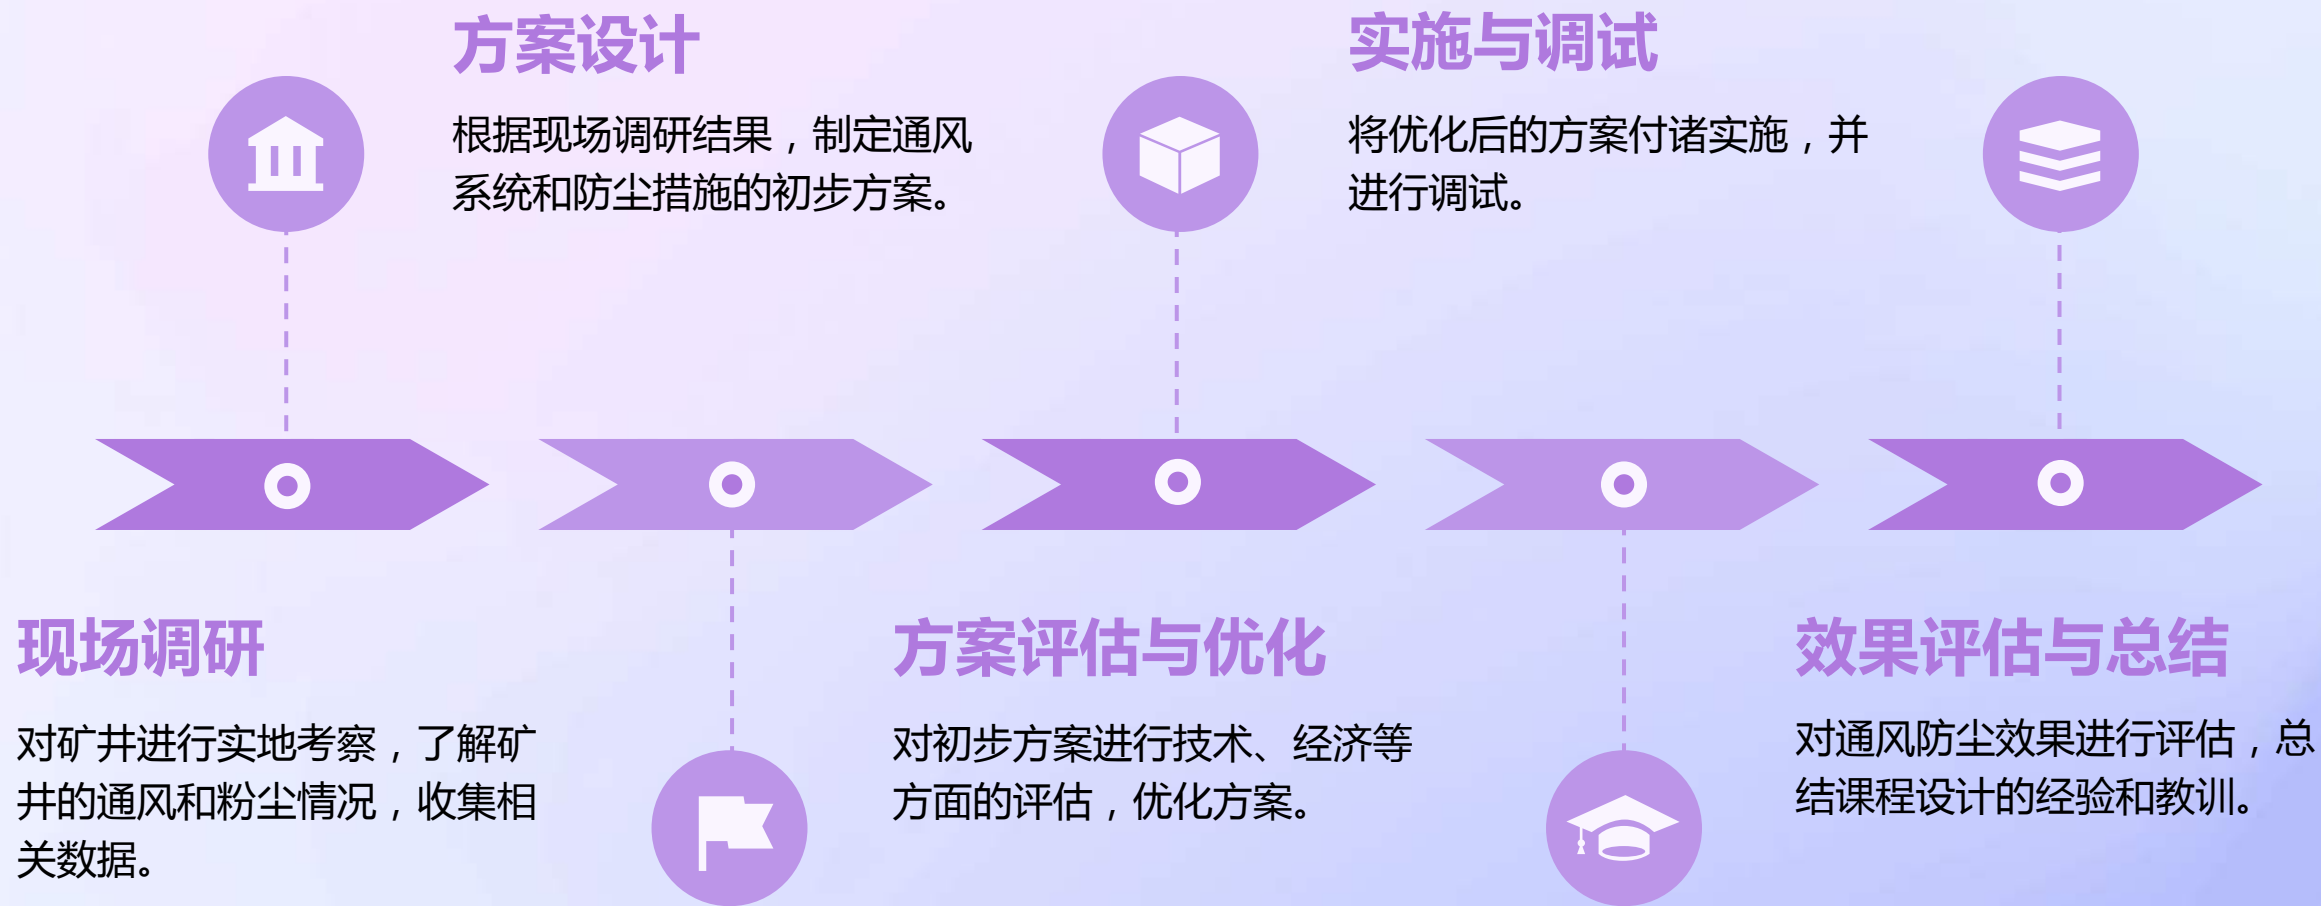 现场调研
对矿井进行实地考察，了解矿
井的通风和粉尘情况，收集相
关数据。
方案设计
根据现场调研结果，制定通风
系统和防尘措施的初步方案。
方案评估与优化
对初步方案进行技术、经济等
方面的评估，优化方案。
实施与调试
将优化后的方案付诸实施，并
进行调试。
效果评估与总结
对通风防尘效果进行评估，总
结课程设计的经验和教训。